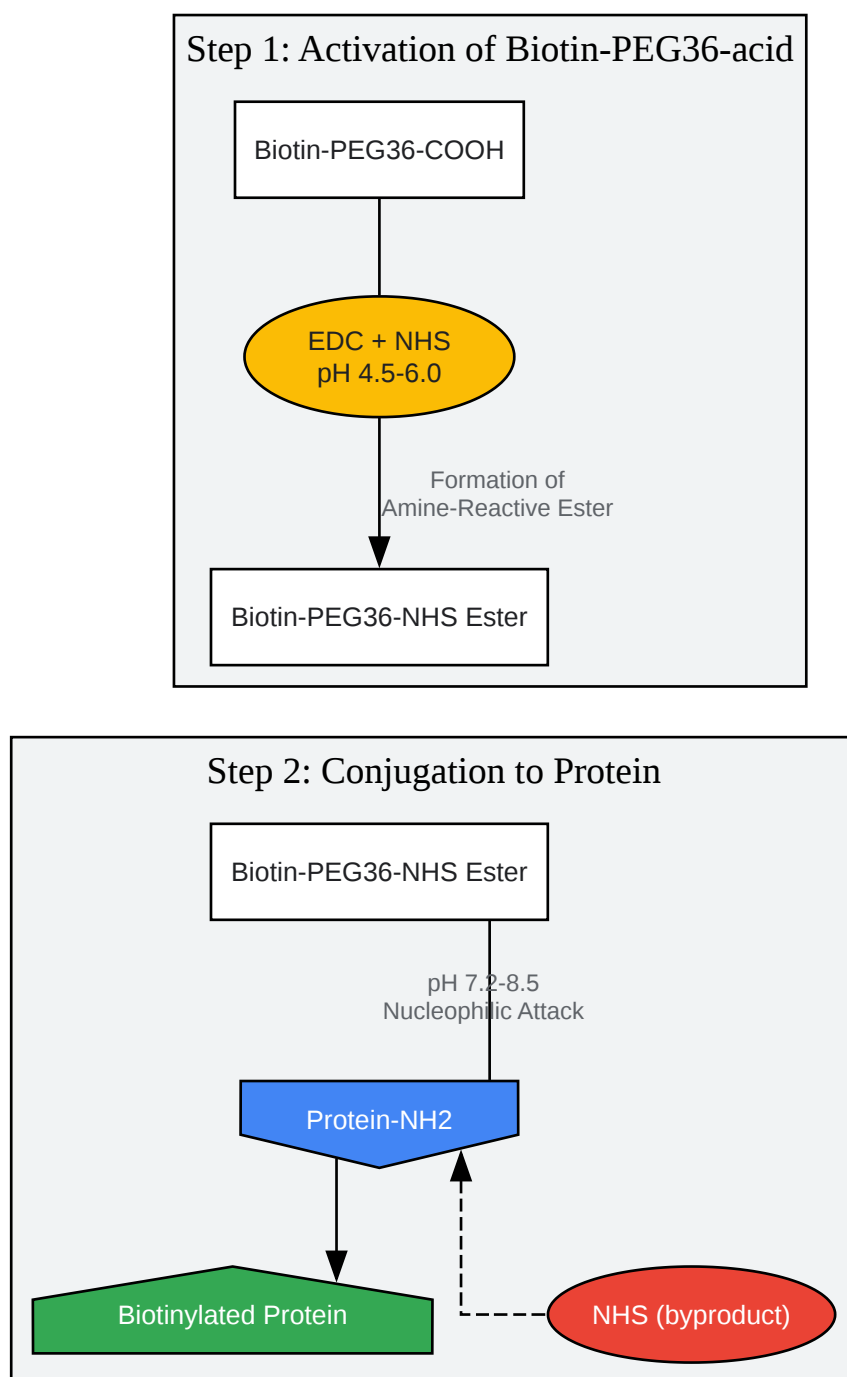 Step 1: Activation of Biotin-PEG36-acid
Biotin-PEG36-COOH
EDC + NHS
pH 4.5-6.0
Formation of
Amine-Reactive Ester
Biotin-PEG36-NHS Ester
Step 2: Conjugation to Protein
Biotin-PEG36-NHS Ester
pH 7.2-8.5
Nucleophilic Attack
Protein-NH2
Biotinylated Protein
NHS (byproduct)